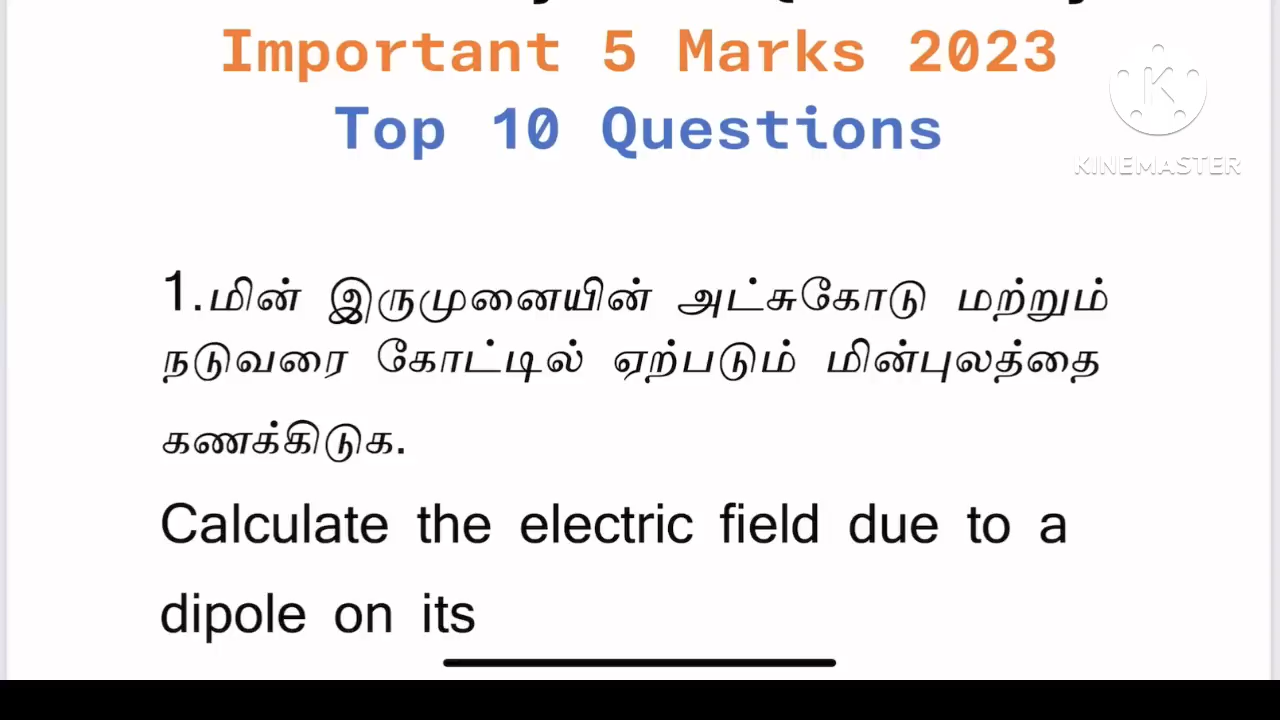 Important 5 Marks 2023
Top 10 Questions
KINEMASTER
1.மின் இருமுனையின் அட்சுகோடு மற்றும்
நடுவரை கோட்டில் ஏற்படும் மின்புலத்தை
கணக்கிடுக.
Calculate the electric field due to a
dipole on its